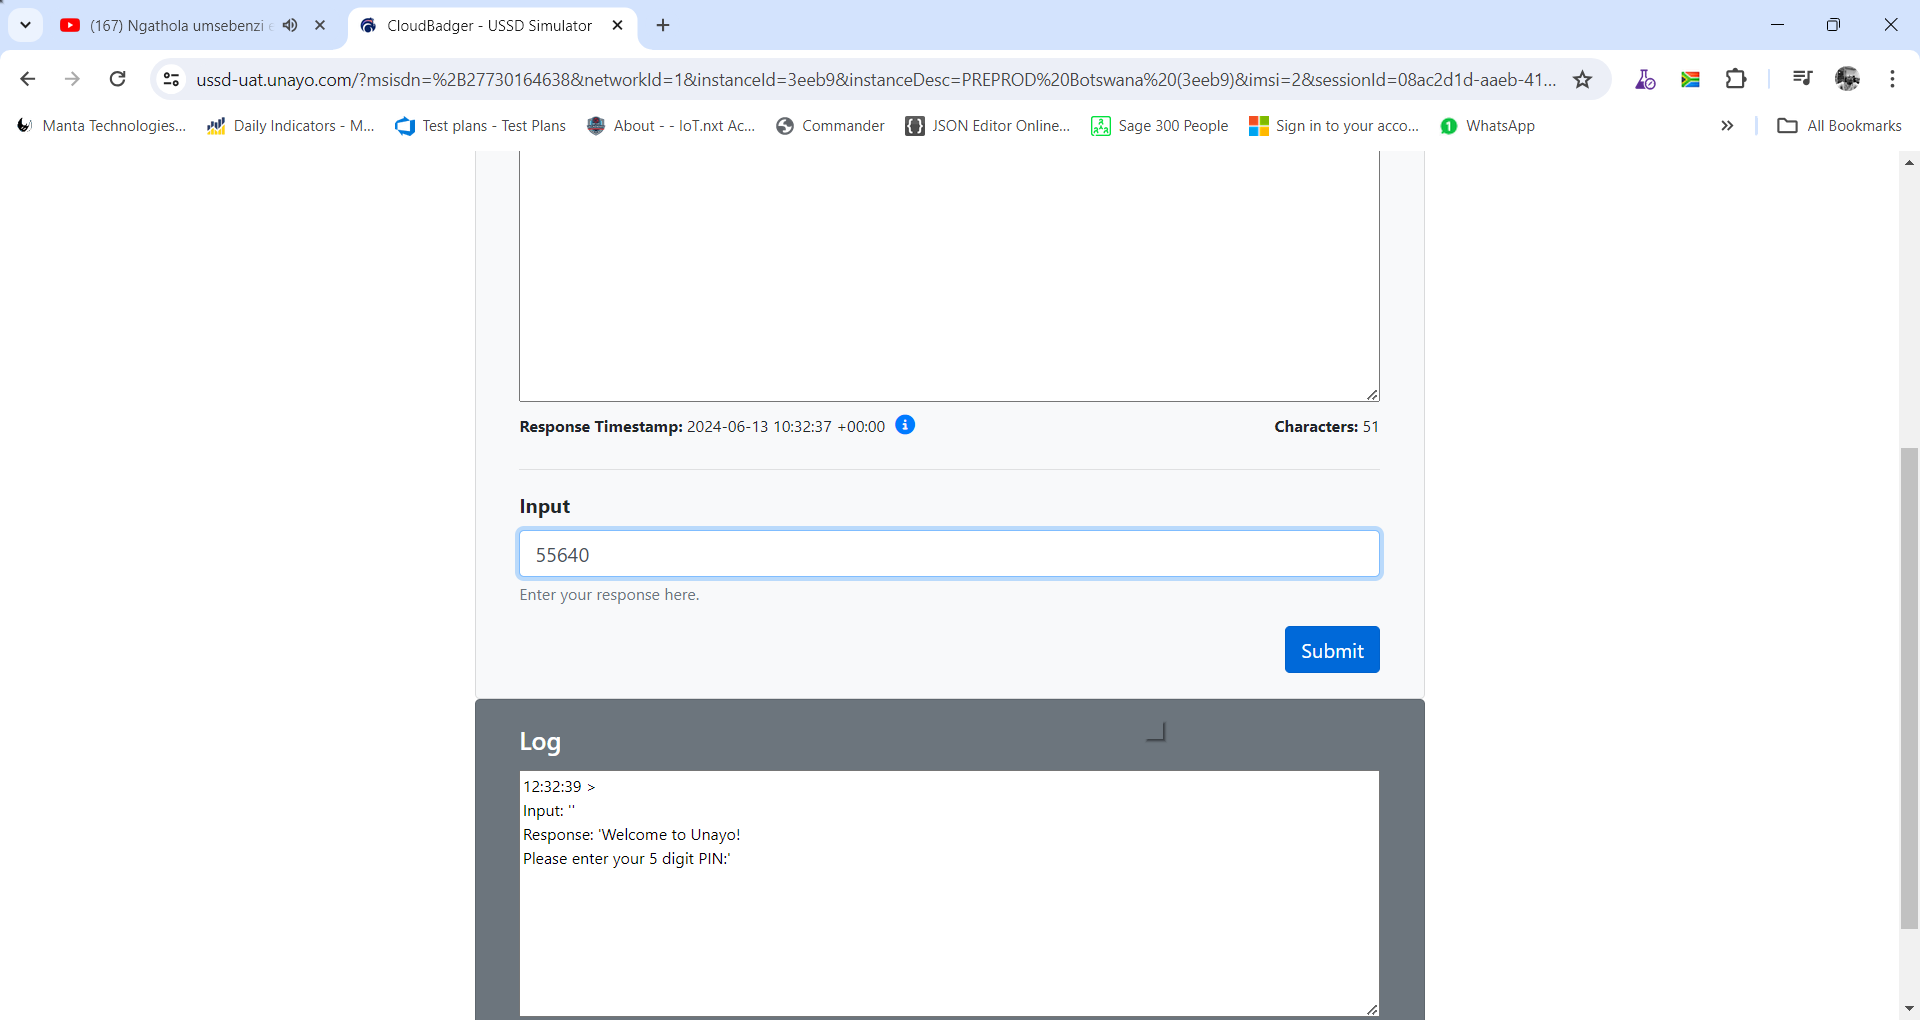 (167) Ngathola umsebenzi
CloudBadger - USSD Simulator
ussd-uat.unayo.com/?msisdn=%2B27730164638&networkId=1&instanceId=3eeb9&instanceDesc=PREPROD%20Botswana%20(3eeb9)&imsi=2&sessionId=08ac2d1d-aaeb-41...
Manta Technologies...
Daily Indicators - M...
Test plans - Test Plans
About - - IoT.nxt Ac...
Commander
JSON Editor Online...
Sage 300 People
Sign in to your acco...
1
WhatsApp
All Bookmarks
Response Timestamp: 2024-06-13 10:32:37 +00:00
Characters: 51
Input
55640
Enter your response here.
Submit
Log
12:32:39 >
Input: ''
Response: 'Welcome to Unayo!
Please enter your 5 digit PIN:'